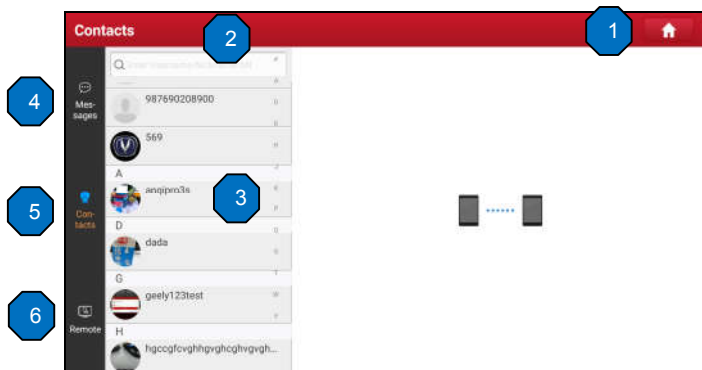 Contacts
2
1
4
Mes-
sages
987690208900
569
A
anqipro3s
3
5
Con-
tacts
D
dada
G
geely123test
6
Remote
H
hgccgfcvghhgvghcghvgvgh...